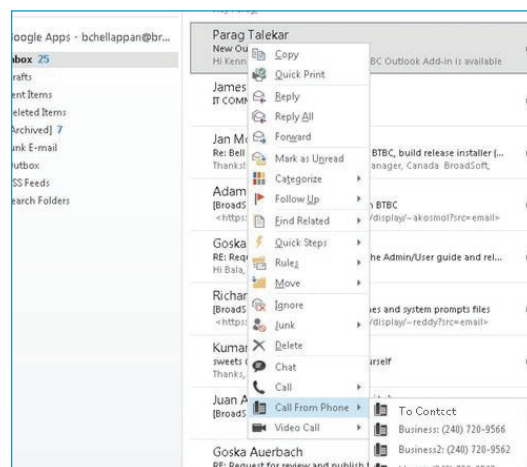 Google Apps - bchellappan@br...
Inbox 25
Drafts
Sent Items
Deleted Items
[Archived] 7
Junk E-mail
Outbox
RSS Feeds
Search Folders
Parag Talekar
New Ou
Hi Kenn
BC Outlook Add-in is available
James
IT COMM
Jan Mc
Re: Bell
BTBC, build release installer (...
Thanks!
anager, Canada BroadSoft,
Adam
[BroadS
n BTBC
<https:
/display/~akosmol?src=email>
Goska
RE: Requ
he Admin/User guide and rel...
Hi Bala,
Richar
[BroadS
nes and system prompts files
<https:
/display/~reddy?src=email>
Kumar
sweets
urself
Thanks,
Juan A
[BroadS
Goska Auerbach
RE: Request for review and publish
Copy
Quick Print
Reply
Reply All
Forward
Mark as Unread
Categorize
Follow Up
Find Related
Quick Steps
Rules
Move
Ignore
Junk
Delete
Chat
Call
Call From Phone
Video Call
To Contact
Business: (240) 720-9566
Business2: (240) 720-9562